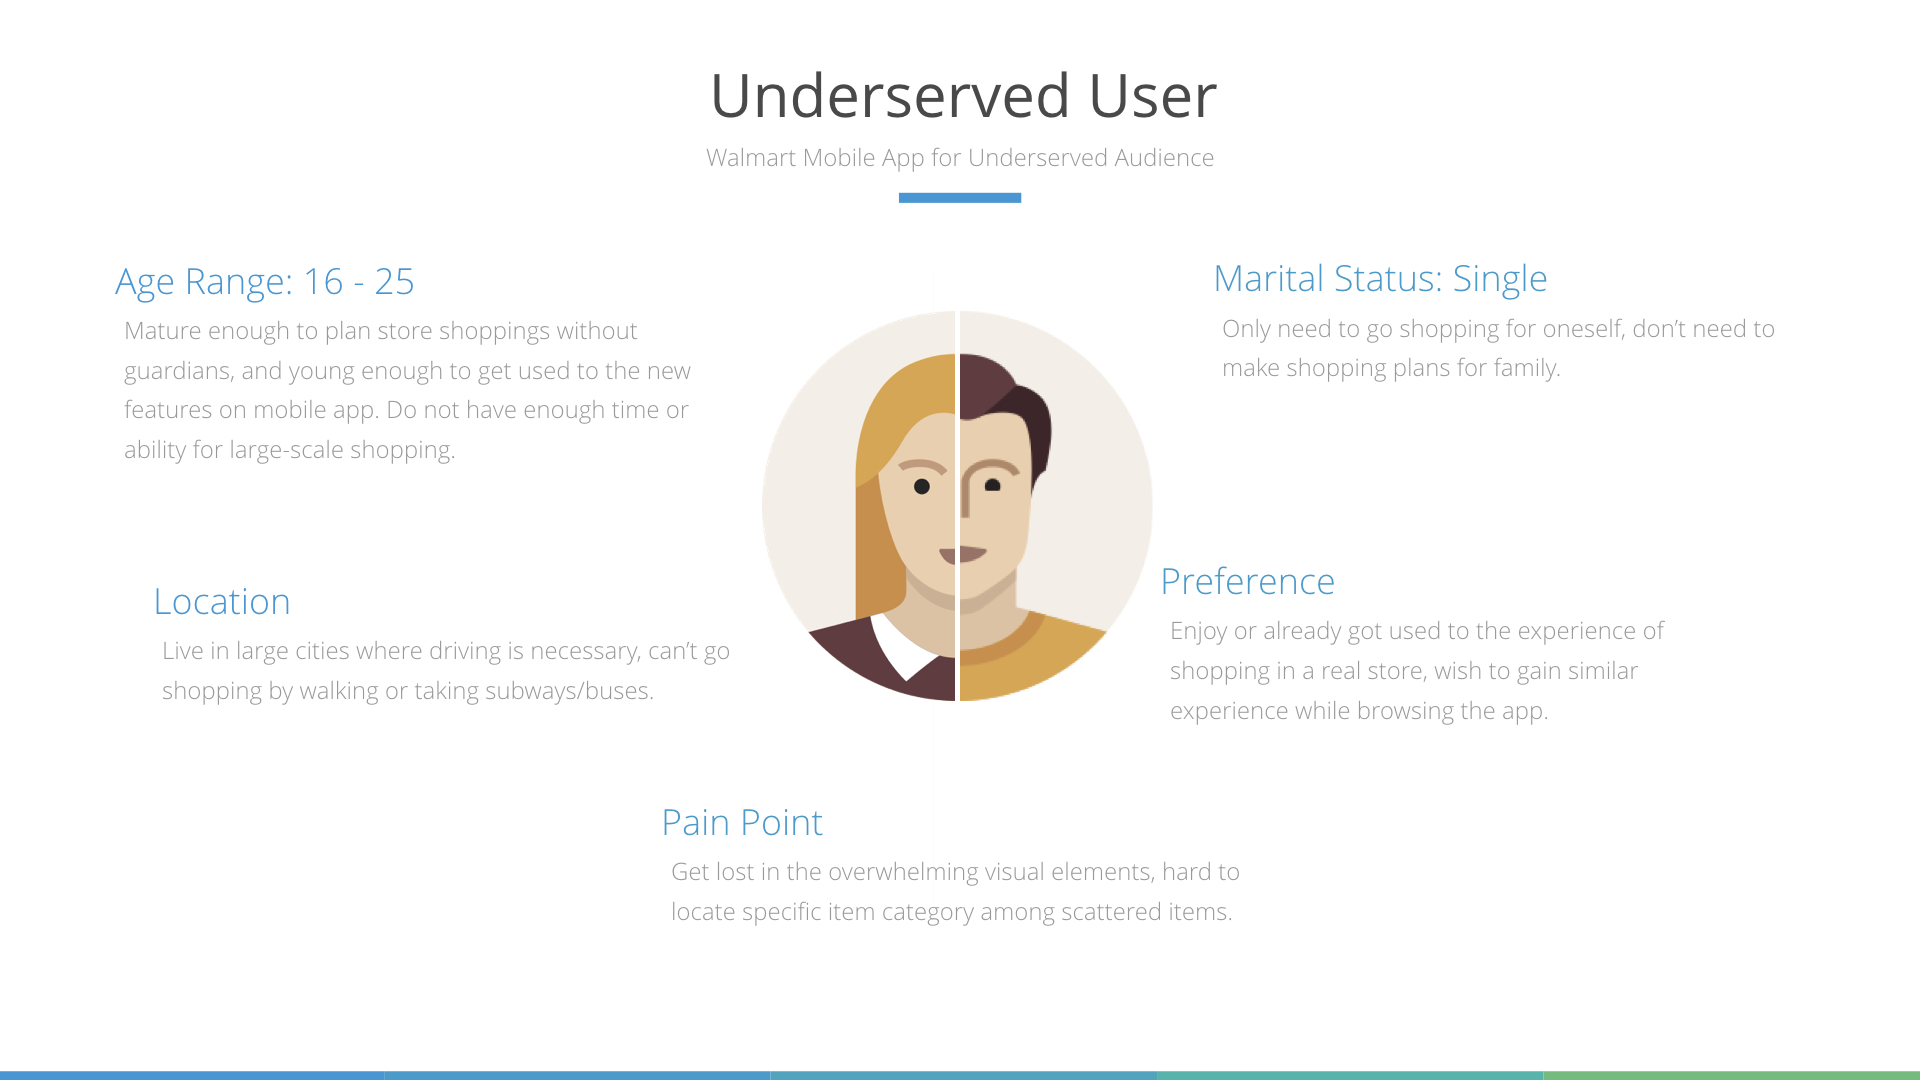 Underserved User
Walmart Mobile App for Underserved Audience
Age Range: 16 - 25
Mature enough to plan store shoppings without
guardians, and young enough to get used to the new
features on mobile app. Do not have enough time or
ability for large-scale shopping.
Marital Status: Single
Only need to go shopping for oneself, don’t need to
make shopping plans for family.
Location
Live in large cities where driving is necessary, can’t go
shopping by walking or taking subways/buses.
Preference
Enjoy or already got used to the experience of
shopping in a real store, wish to gain similar
experience while browsing the app.
Pain Point
Get lost in the overwhelming visual elements, hard to
locate specific item category among scattered items.